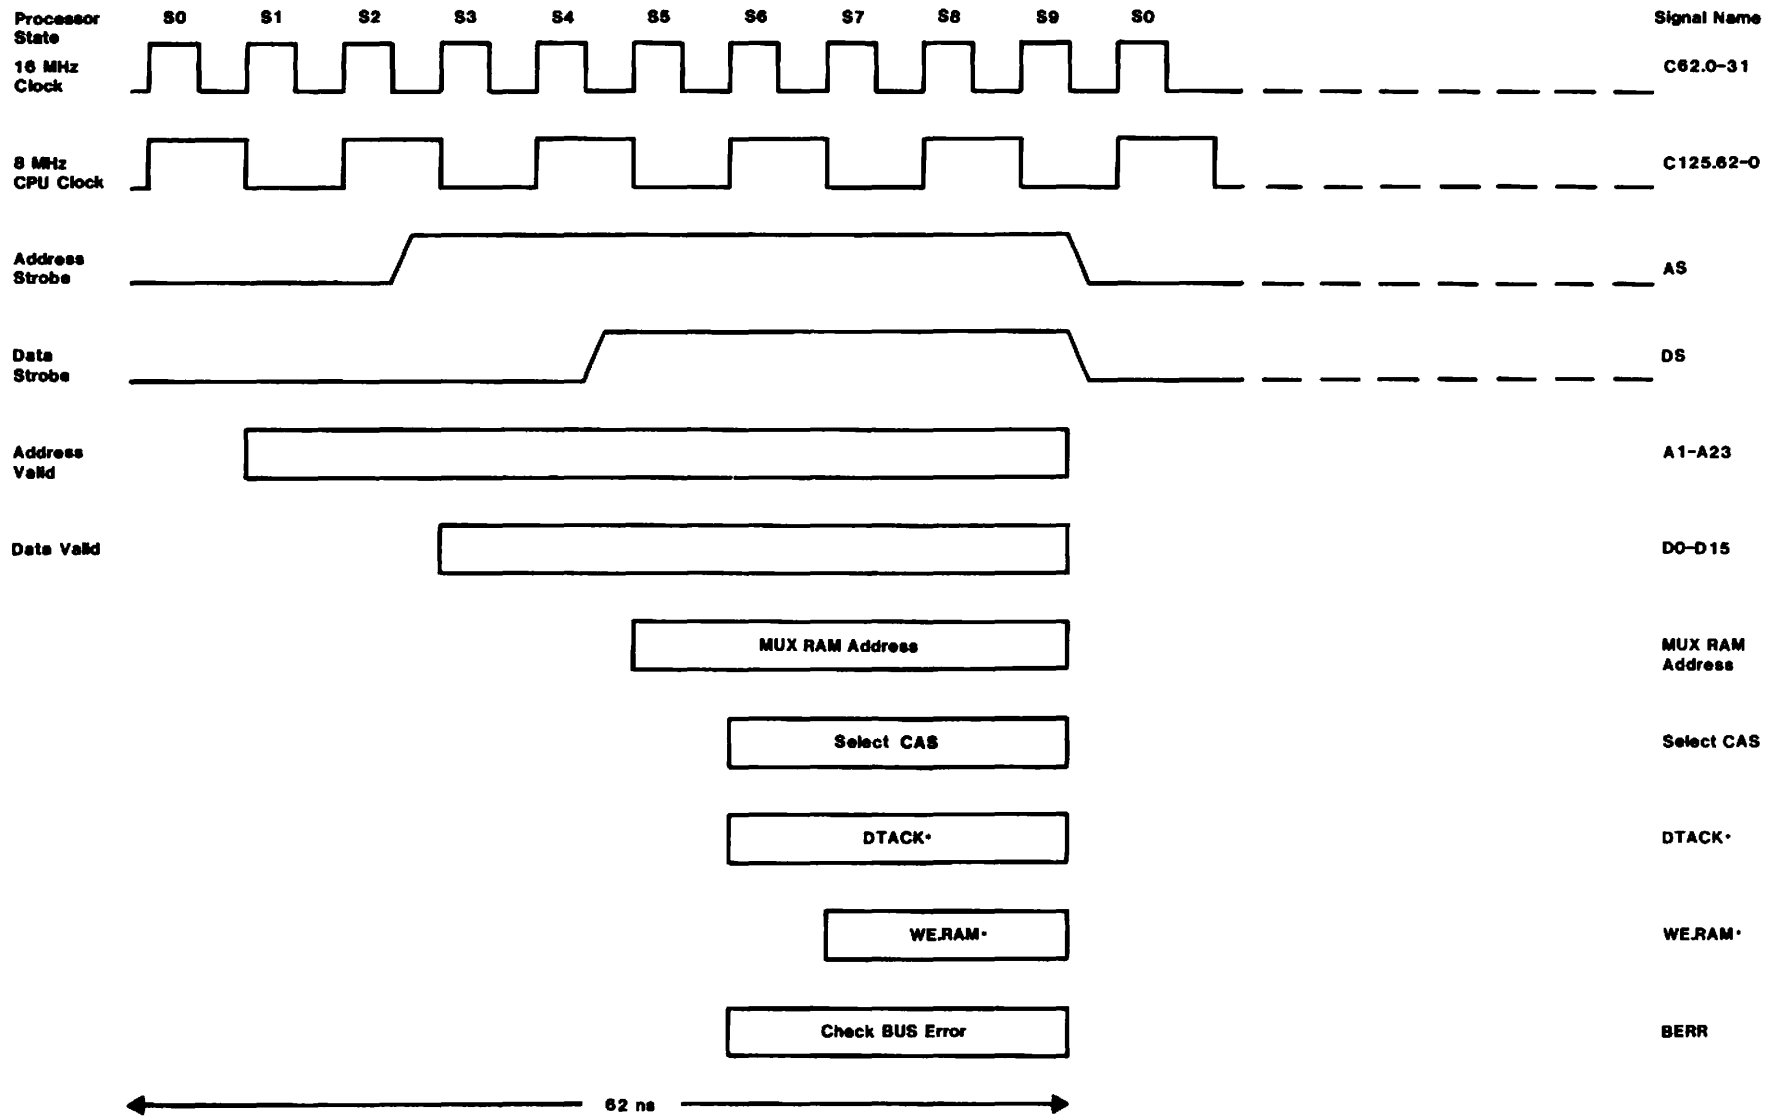 Processor
State
S0 S1 S2 S3 S4 S5 S6 S7 S8 S9 S0
Signal Name
16 MHz
Clock
C62.0-31
8 MHz
CPU Clock
C125.62-0
Address
Strobe
AS
Data
Strobe
DS
Address
Valid
A1-A23
Data Valid
D0-D15
MUX RAM Address
MUX RAM
Address
Select CAS
Select CAS
DTACK*
DTACK*
WE.RAM*
WE.RAM*
Check BUS Error
BERR
62 ns